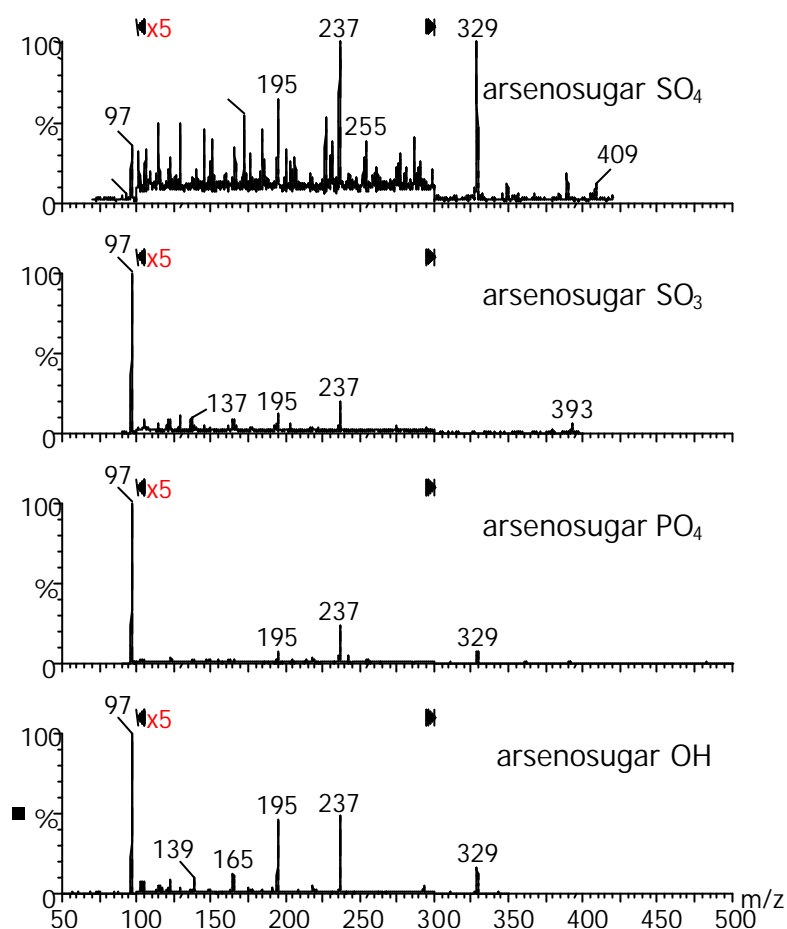 x5 237 329
100
195 arsenosugar SO₄
97
% 255
409
0
97 x5
100
arsenosugar SO₃
%
137 195 237 393
0
97 x5
100
arsenosugar PO₄
%
237
195 329
0
97 x5
100 arsenosugar OH
195 237
%
139 165 329
0 m/z
50 100 150 200 250 300 350 400 450 500